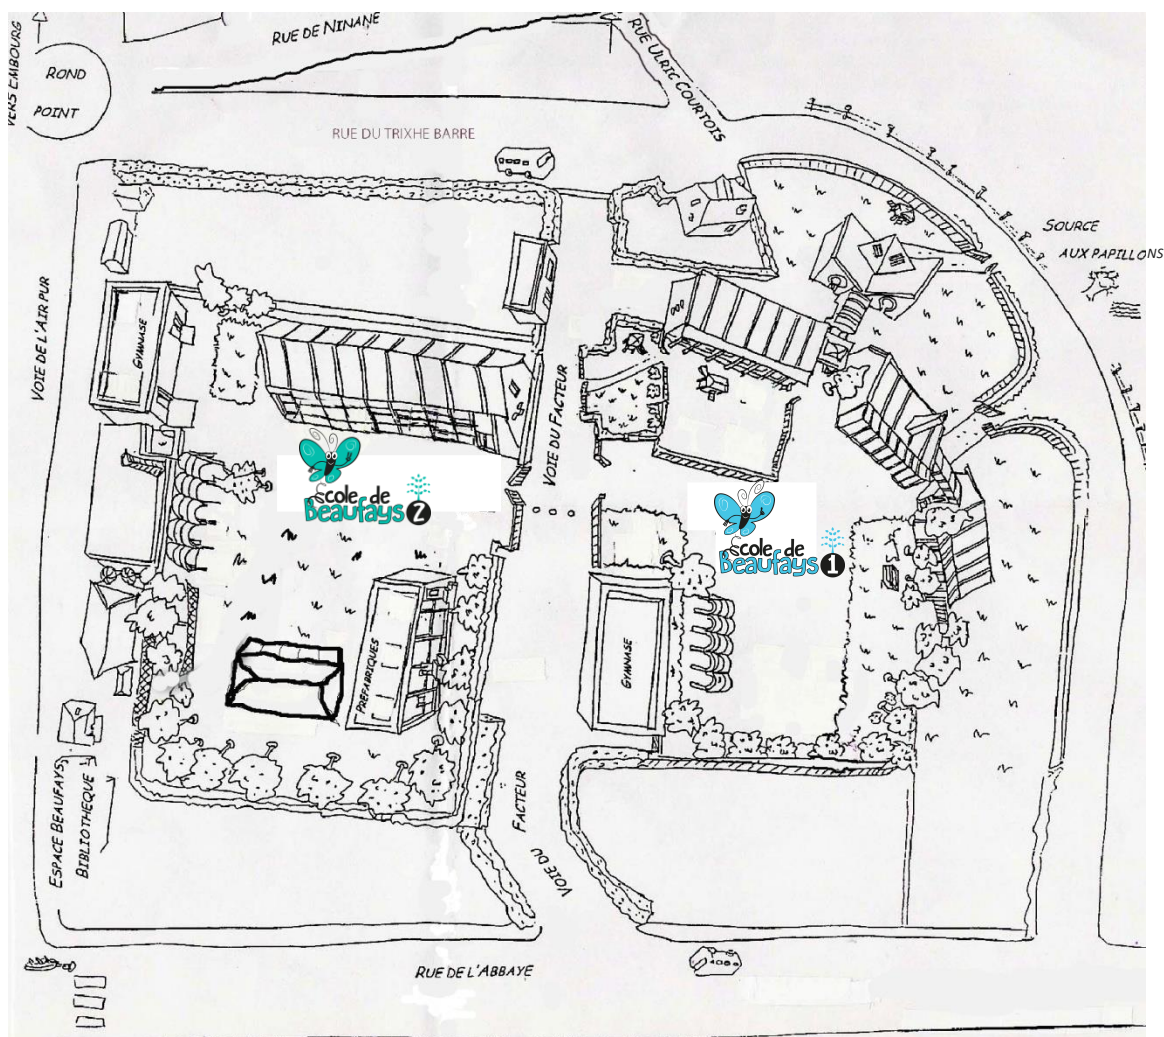 VERS EMBOURG
ROND
POINT
RUE DE NINANE
RUE ULRIC COURTOIS
RUE DU TRIXHE BARRE
SOURCE
AUX PAPILLONS
VOIE DE L'AIR PUR
GYMNASE
VOIE DU FACTEUR
école de
Beaufays 2
école de
Beaufays 1
PREFABRIQUES
GYMNASE
ESPACE BEAUFAYS
BIBLIOTHEQUE
VOIE DU
FACTEUR
RUE DE L'ABBAYE